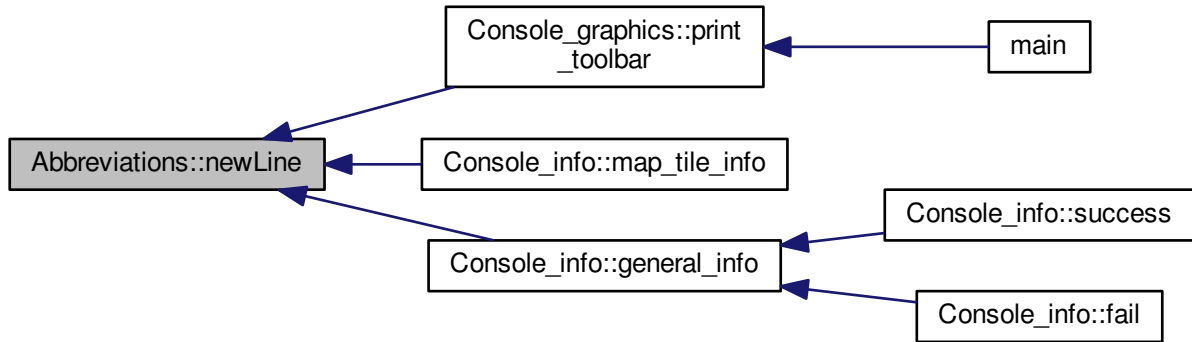 Console_graphics::print
_toolbar
main
Abbreviations::newLine
Console_info::map_tile_info
Console_info::success
Console_info::general_info
Console_info::fail